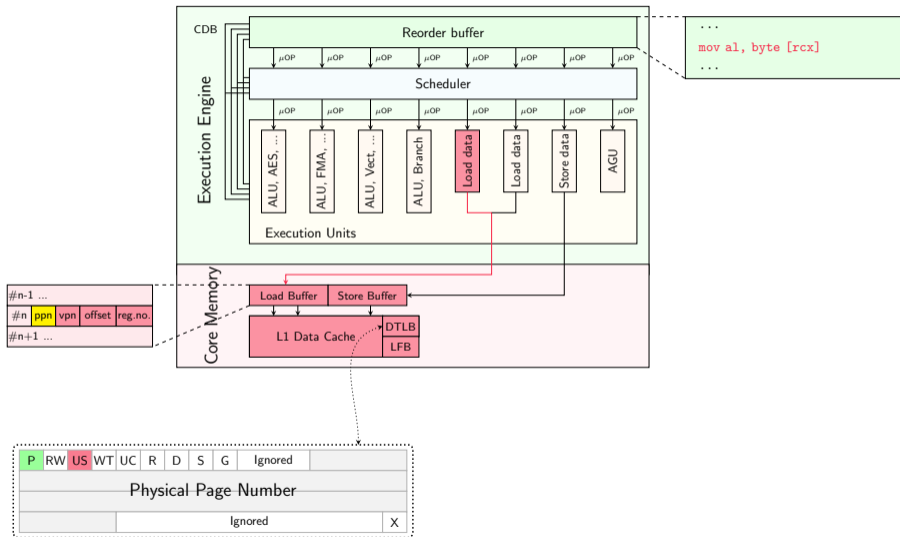 CDB
Reorder buffer
...
mov al, byte [rcx]
...
μOP μOP μOP μOP μOP μOP μOP μOP
Execution Engine
Scheduler
μOP μOP μOP μOP μOP μOP μOP μOP
ALU, AES, ...
ALU, FMA, ...
ALU, Vect, ...
ALU, Branch
Load data
Load data
Store data
AGU
Execution Units
Core Memory
Load Buffer Store Buffer
#n-1 ...
#n ppn vpn offset reg.no.
#n+1 ...
L1 Data Cache
DTLB
LFB
P RW US WT UC R D S G Ignored
Physical Page Number
Ignored X